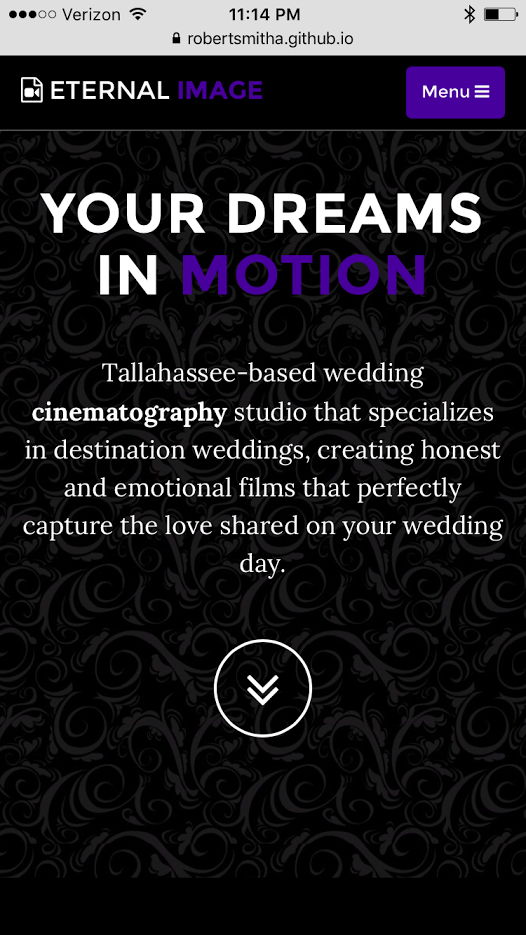 Verizon 11:14 PM
robertsmitha.github.io
ETERNAL IMAGE Menu
YOUR DREAMS
IN MOTION
Tallahassee-based wedding
cinematography studio that specializes
in destination weddings, creating honest
and emotional films that perfectly
capture the love shared on your wedding
day.